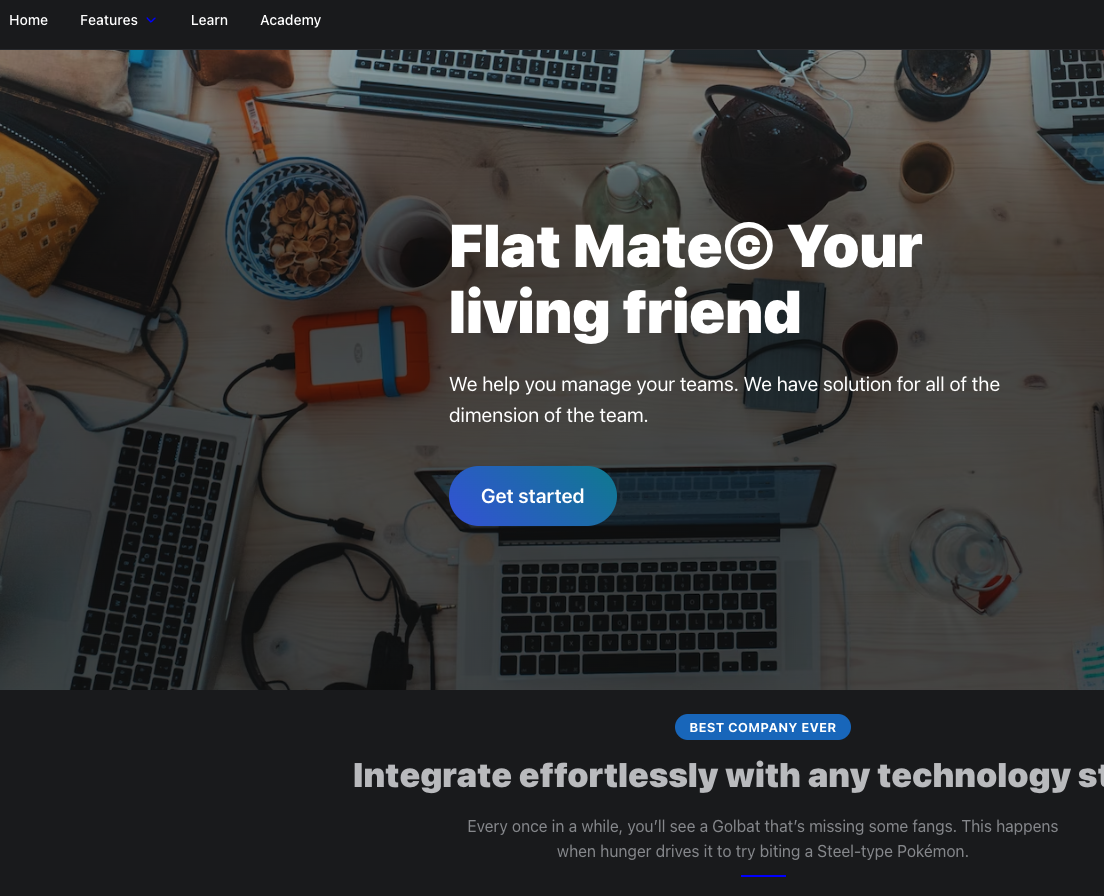 Home Features Learn Academy
Flat Mate© Your
living friend
We help you manage your teams. We have solution for all of the
dimension of the team.
Get started
BEST COMPANY EVER
Integrate effortlessly with any technology st
Every once in a while, you’ll see a Golbat that’s missing some fangs. This happens
when hunger drives it to try biting a Steel-type Pokémon.